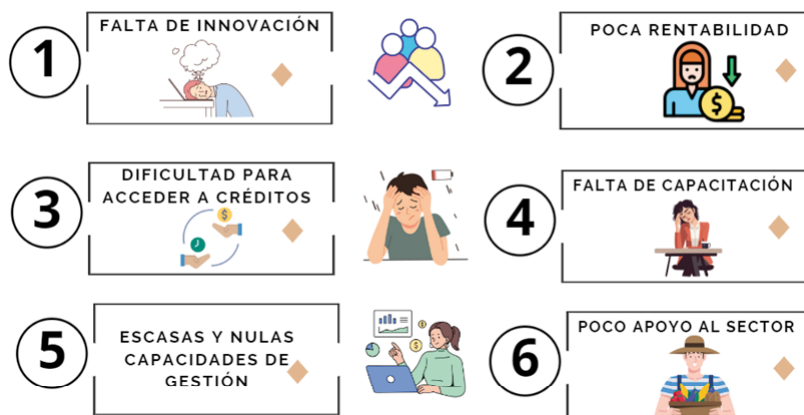 1
FALTA DE INNOVACIÓN
2
POCA RENTABILIDAD
$
3
DIFICULTAD PARA
ACCEDER A CRÉDITOS
$
4
FALTA DE CAPACITACIÓN
5
ESCASAS Y NULAS
CAPACIDADES DE
GESTIÓN
$
$
6
POCO APOYO AL SECTOR